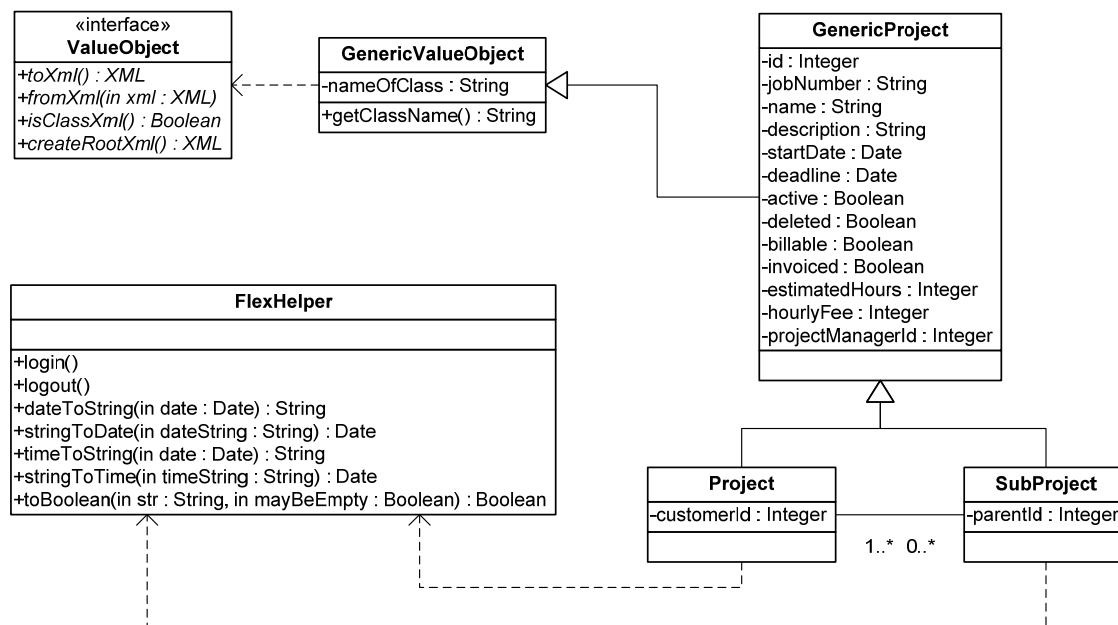 «interface»
ValueObject
+toXml() : XML
+fromXml(in xml : XML)
+isClassXml() : Boolean
+createRootXml() : XML
GenericValueObject
-nameOfClass : String
+getClassName() : String
GenericProject
-id : Integer
-jobNumber : String
-name : String
-description : String
-startDate : Date
-deadline : Date
-active : Boolean
-deleted : Boolean
-billable : Boolean
-invoiced : Boolean
-estimatedHours : Integer
-hourlyFee : Integer
-projectManagerId : Integer
FlexHelper
+login()
+logout()
+dateToString(in date : Date) : String
+stringToDate(in dateString : String) : Date
+timeToString(in date : Date) : String
+stringToTime(in timeString : String) : Date
+toBoolean(in str : String, in mayBeEmpty : Boolean) : Boolean
Project
-customerId : Integer
SubProject
-parentId : Integer
1..* 0..*